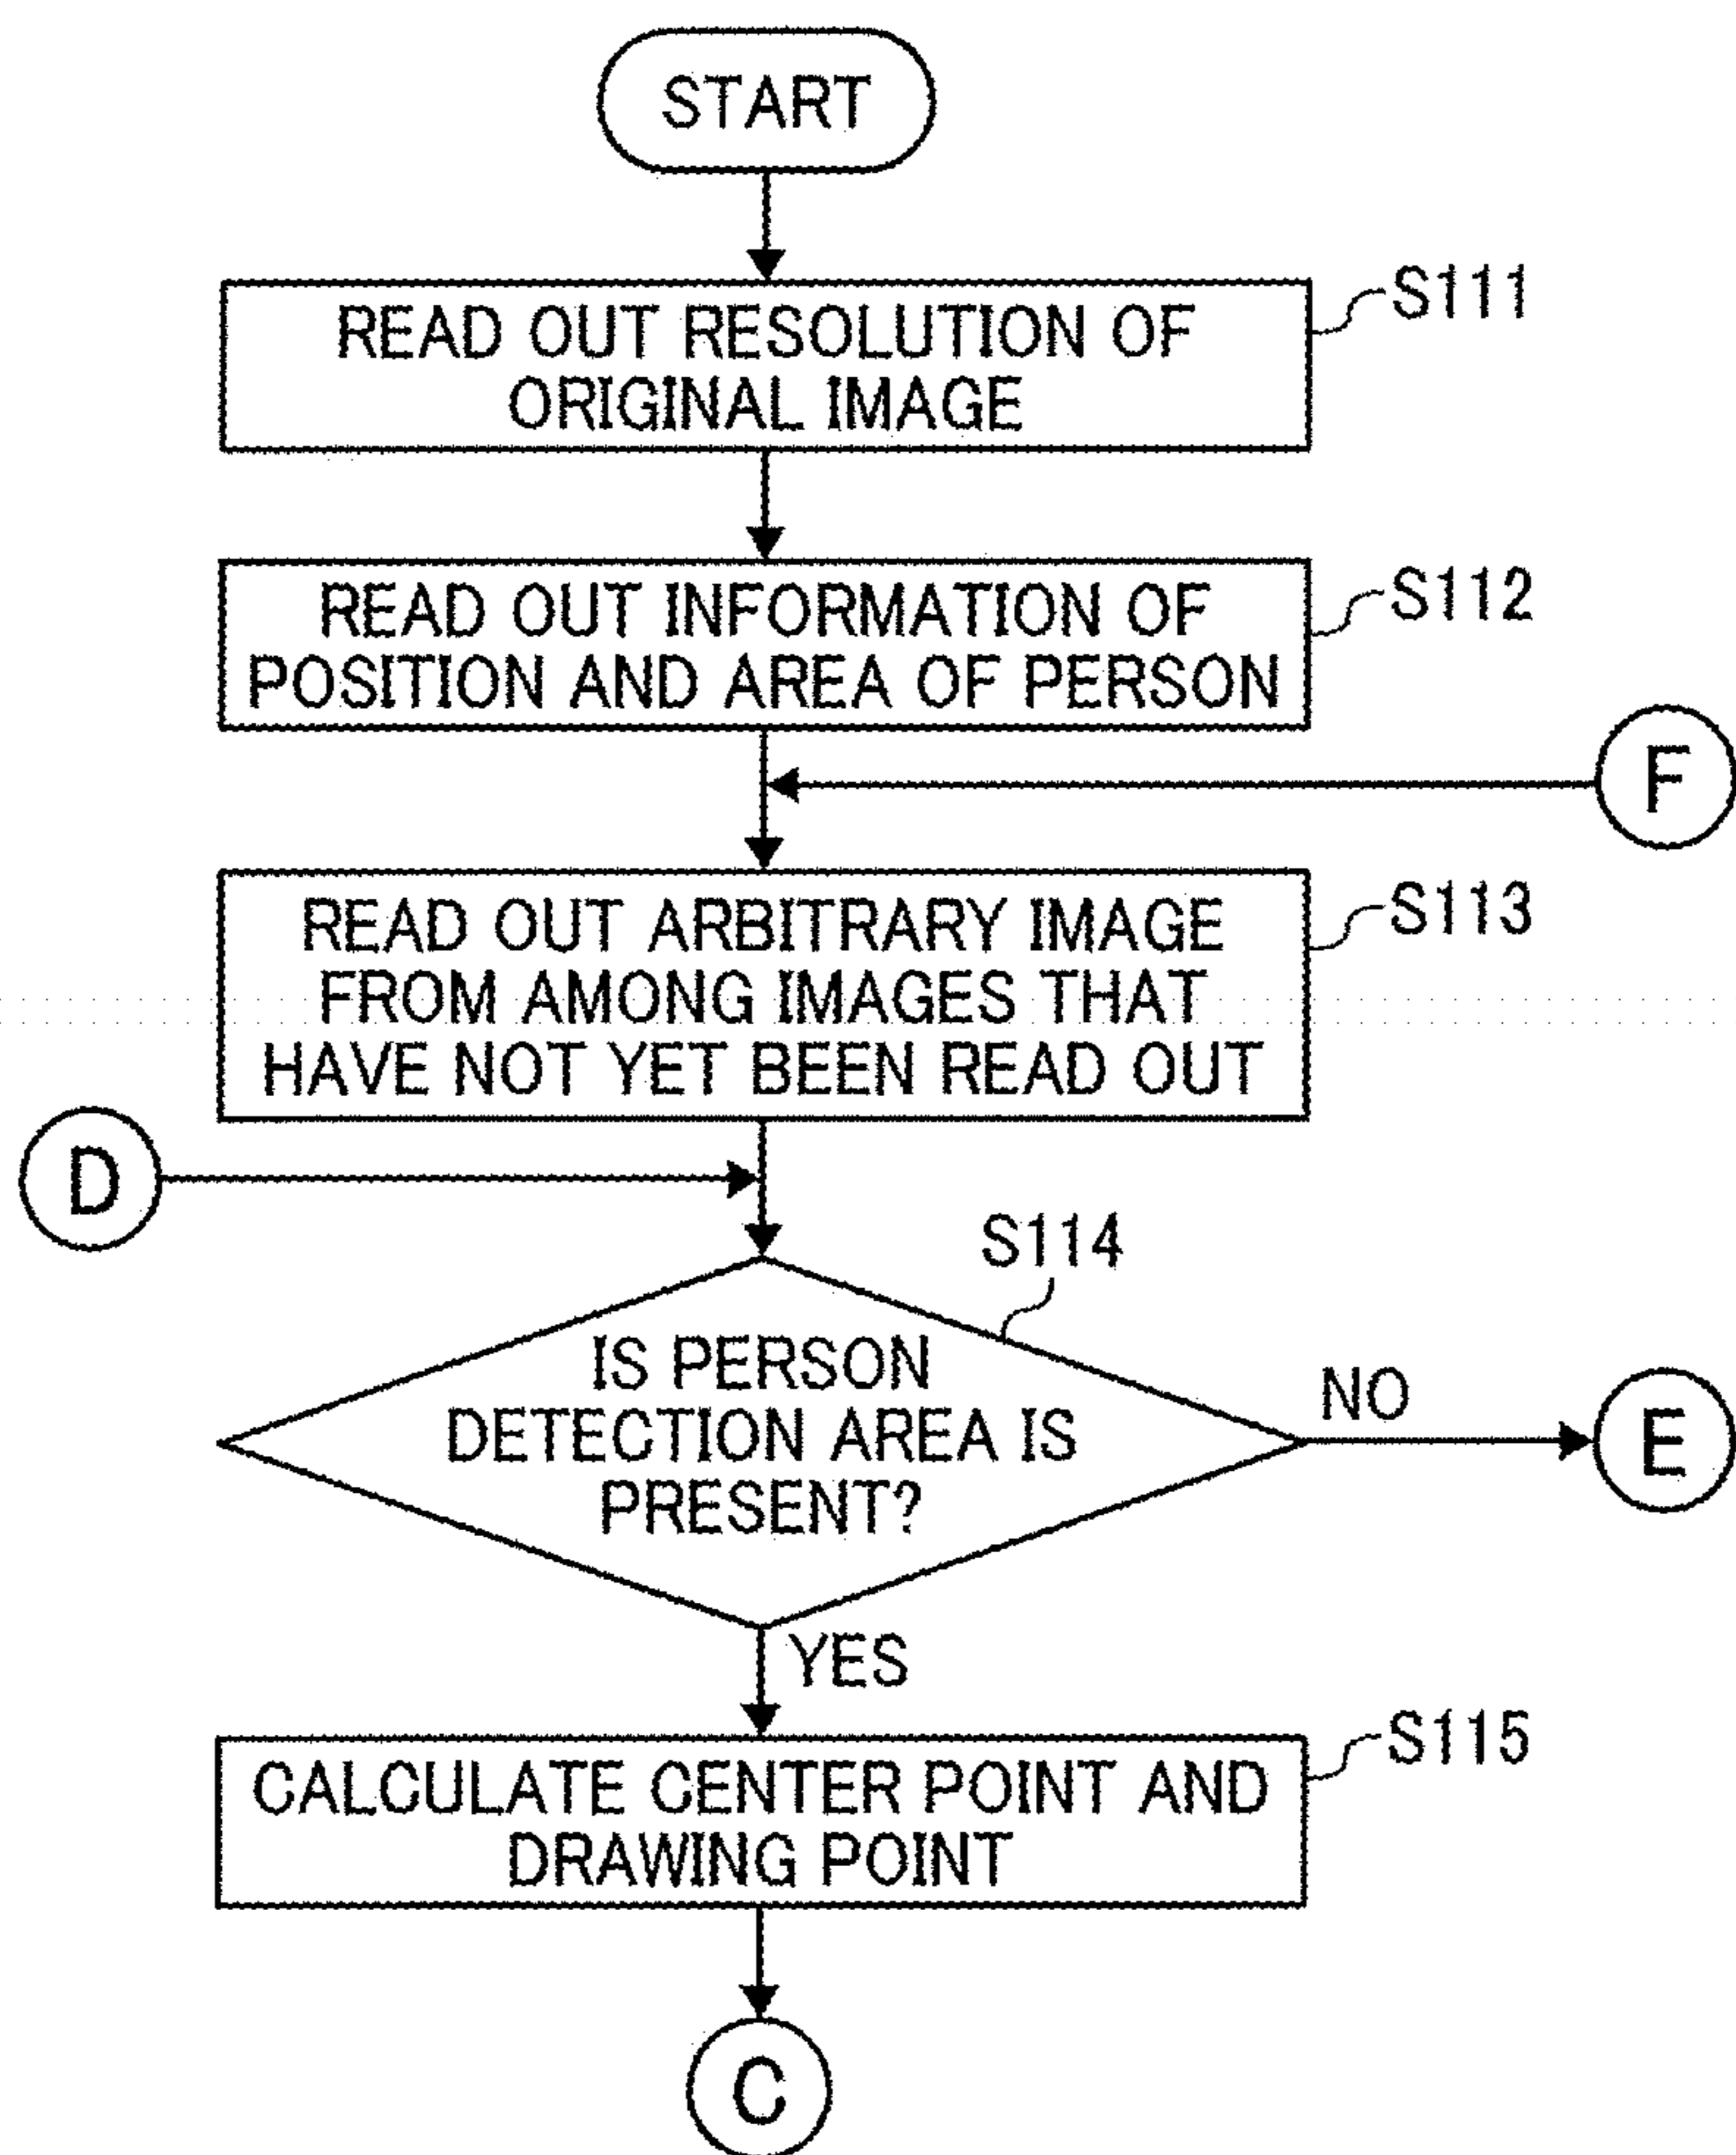 START
S111
READ OUT RESOLUTION OF
ORIGINAL IMAGE
S112
READ OUT INFORMATION OF
POSITION AND AREA OF PERSON
F
S113
READ OUT ARBITRARY IMAGE
FROM AMONG IMAGES THAT
HAVE NOT YET BEEN READ OUT
D
S114
IS PERSON
DETECTION AREA IS
PRESENT?
NO
E
YES
S115
CALCULATE CENTER POINT AND
DRAWING POINT
C